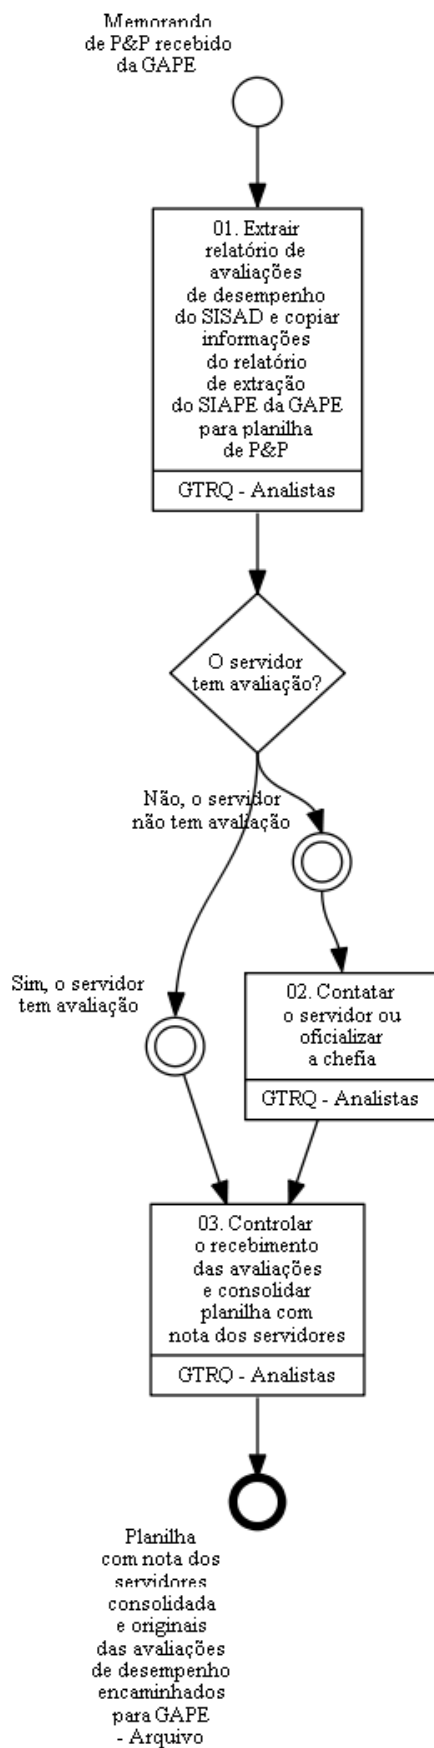 Memorando
de P&P recebido
da GAPE
01. Extrair
relatório de
avaliações
de desempenho
do SISAD e copiar
informações
do relatório
de extração
do SIAPE da GAPE
para planilha
de P&P
GTRQ - Analistas
O servidor
tem avaliação?
Não, o servidor
não tem avaliação
Sim, o servidor
tem avaliação
02. Contatar
o servidor ou
oficializar
a chefia
GTRQ - Analistas
03. Controlar
o recebimento
das avaliações
e consolidar
planilha com
nota dos servidores
GTRQ - Analistas
Planilha
com nota dos
servidores
consolidada
e originais
das avaliações
de desempenho
encaminhados
para GAPE
- Arquivo